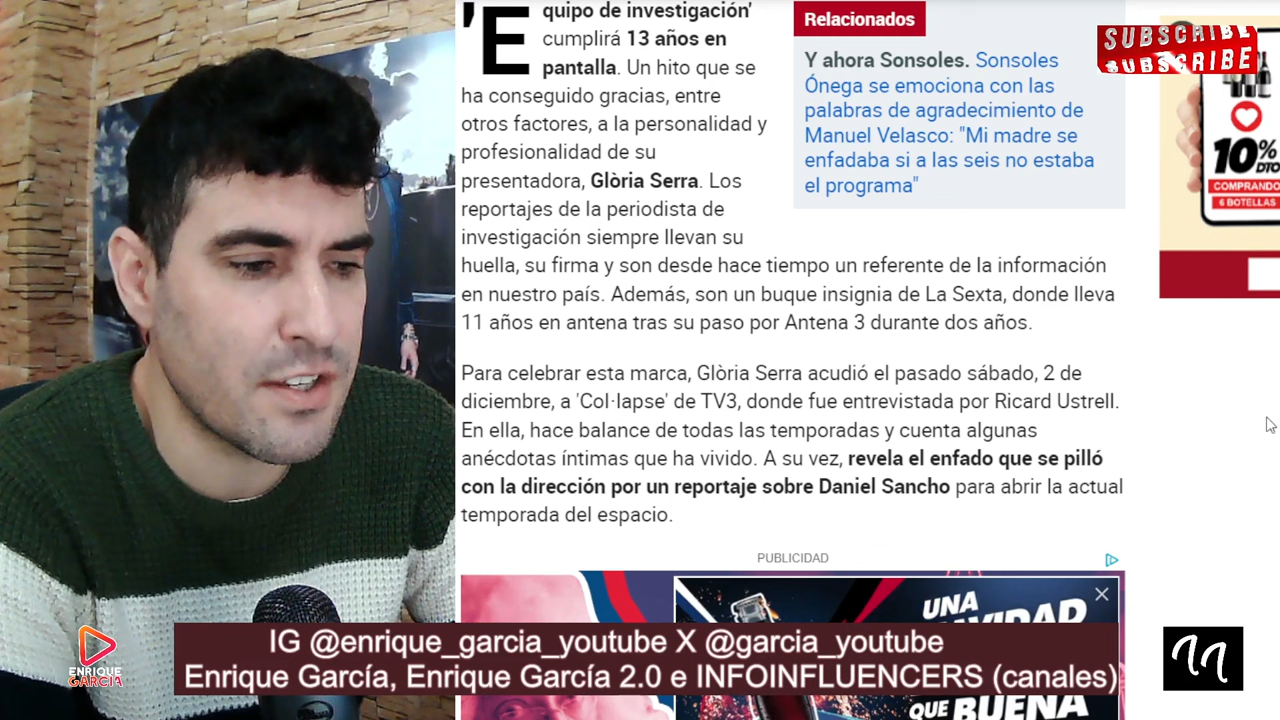 'Equipo de investigación'
cumplirá 13 años en
pantalla. Un hito que se
ha conseguido gracias, entre
otros factores, a la personalidad y
profesionalidad de su
presentadora, Glòria Serra. Los
reportajes de la periodista de
investigación siempre llevan su
huella, su firma y son desde hace tiempo un referente de la información
en nuestro país. Además, son un buque insignia de La Sexta, donde lleva
11 años en antena tras su paso por Antena 3 durante dos años.
Para celebrar esta marca, Glòria Serra acudió el pasado sábado, 2 de
diciembre, a 'Col·lapse' de TV3, donde fue entrevistada por Ricard Ustrell.
En ella, hace balance de todas las temporadas y cuenta algunas
anécdotas íntimas que ha vivido. A su vez, revela el enfado que se pilló
con la dirección por un reportaje sobre Daniel Sancho para abrir la actual
temporada del espacio.
Relacionados
Y ahora Sonsoles. Sonsoles
Ónega se emociona con las
palabras de agradecimiento de
Manuel Velasco: "Mi madre se
enfadaba si a las seis no estaba
el programa"
SUBSCRIBE
SUBSCRIBE
10%
DTO
COMPRANDO
6 BOTELLAS
PUBLICIDAD
UNA
NAVIDAD
QUE BUENA
IG @enrique_garcia_youtube X @garcia_youtube
Enrique García, Enrique García 2.0 e INFOINFLUENCERS (canales)
ENRIQUE
GARCÍA